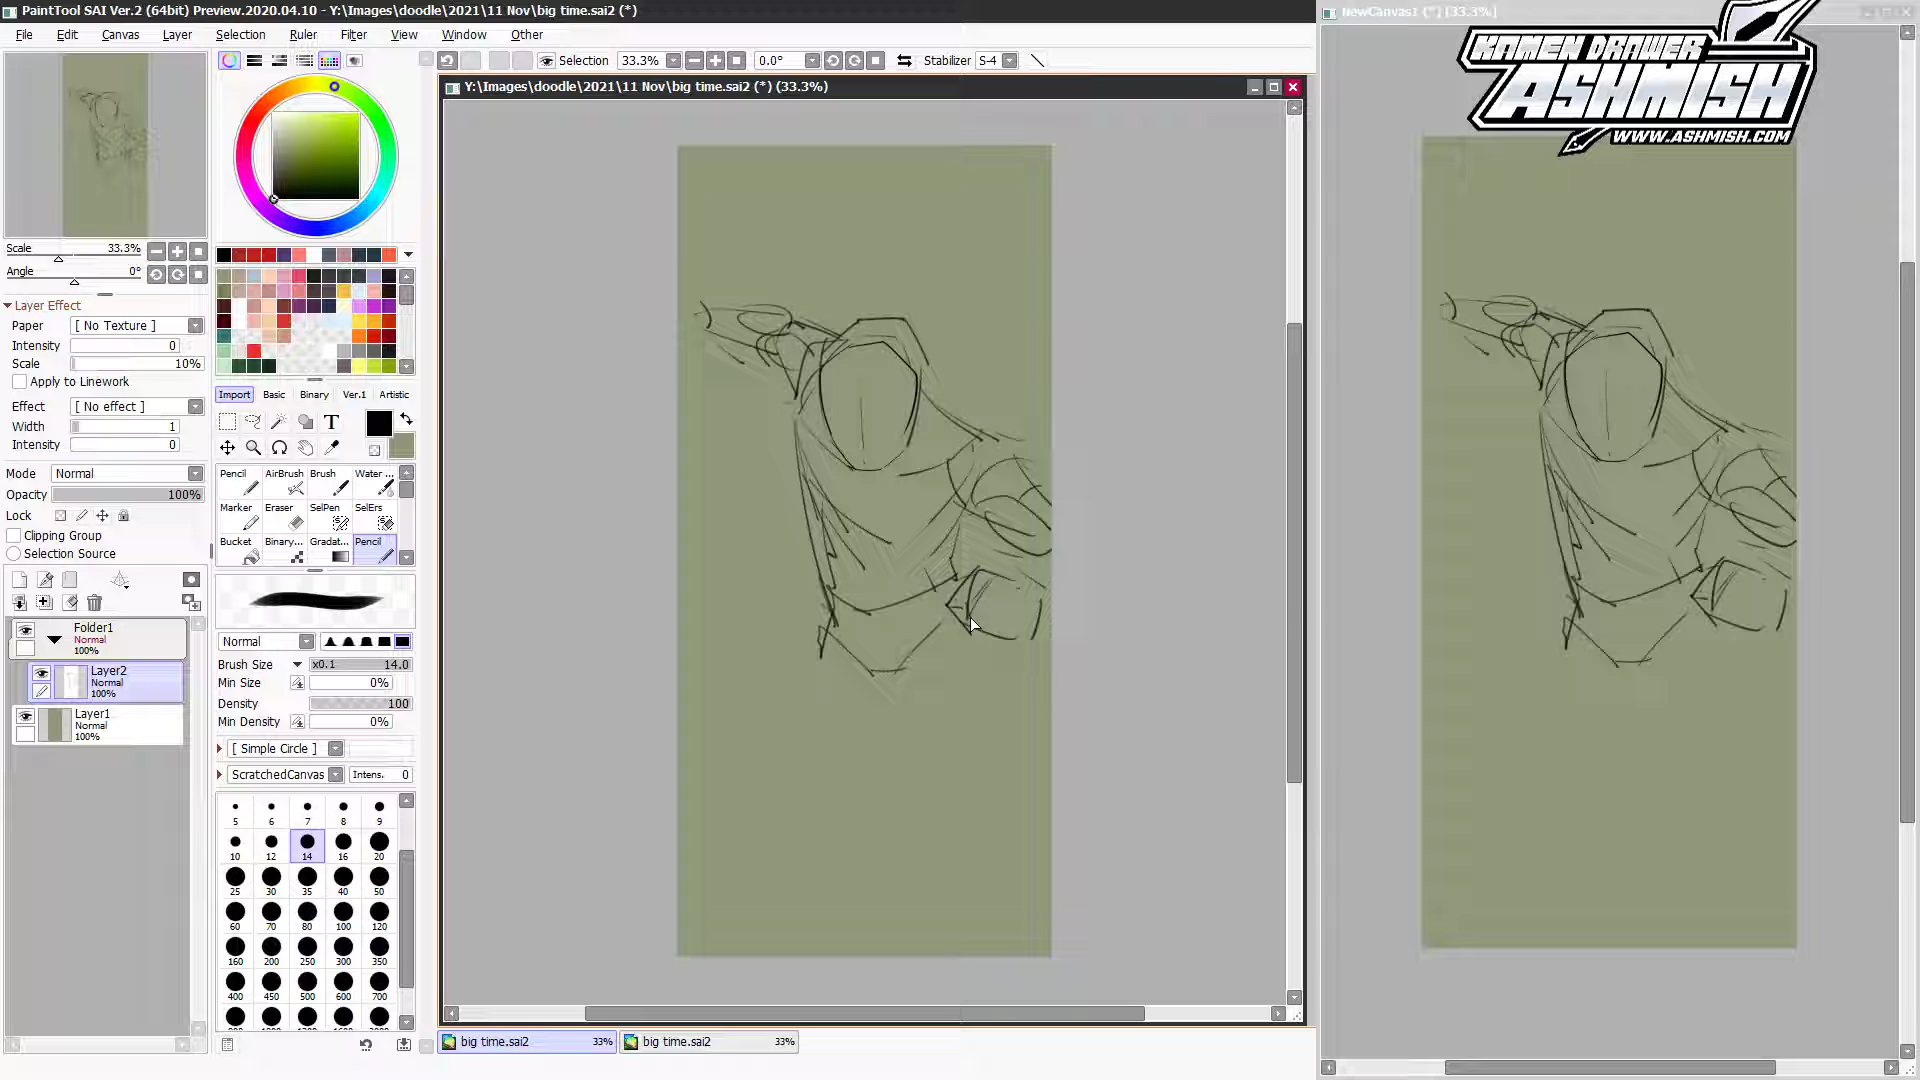 PaintTool SAI Ver.2 (64bit) Preview.2020.04.10 - Y:\Images\doodle\2021\11 Nov\big time.sai2 (*)
NewCanvas1 (*) (33.3%)
File Edit Canvas Layer Selection Ruler Filter View Window Other
KAMEN DRAWER
ASHMISH
WWW.ASHMISH.COM
Selection 33.3% 0.0° Stabilizer S-4
Y:\Images\doodle\2021\11 Nov\big time.sai2 (*) (33.3%)
Scale 33.3%
Angle 0°
Layer Effect
Paper [ No Texture ]
Intensity 0
Scale 10%
Apply to Linework
Effect [ No effect ]
Width 1
Intensity 0
Mode Normal
Opacity 100%
Lock
Clipping Group
Selection Source
Folder1
Normal
100%
Layer2
Normal
100%
Layer1
Normal
100%
Import Basic Binary Ver.1 Artistic
T
Pencil AirBrush Brush Water ...
Marker Eraser SelPen SelErs
Bucket Binary... Gradat... Pencil
Normal
Brush Size x0.1 14.0
Min Size 0%
Density 100
Min Density 0%
[ Simple Circle ]
ScratchedCanvas Intens. 0
5 6 7 8 9
10 12 14 16 20
25 30 35 40 50
60 70 80 100 120
160 200 250 300 350
400 450 500 600 700
big time.sai2 33% big time.sai2 33%